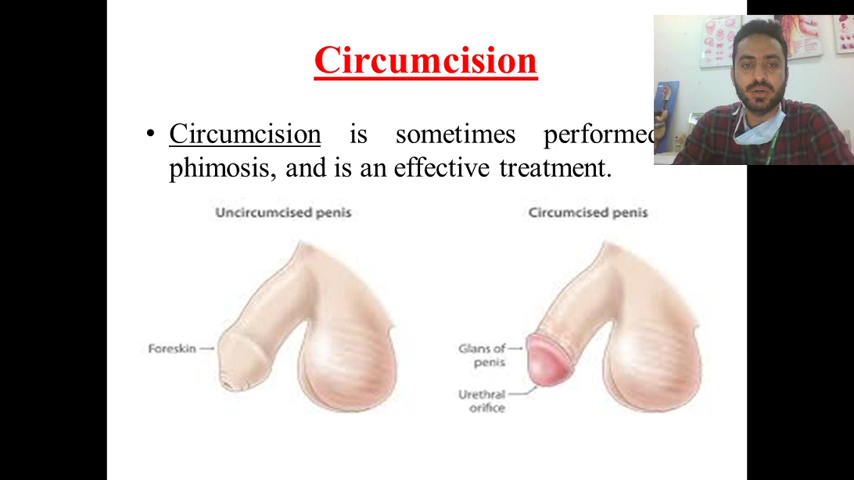 Circumcision
• Circumcision is sometimes performed
phimosis, and is an effective treatment.
Uncircumcised penis
Circumcised penis
Foreskin
Glans of
penis
Urethral
orifice